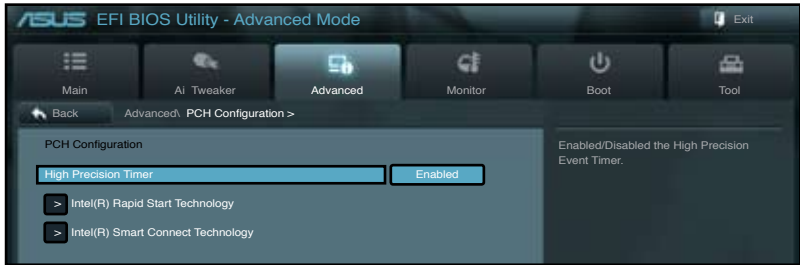 ASUS EFI BIOS Utility - Advanced Mode
Exit
Main
Ai Tweaker
Advanced
Monitor
Boot
Tool
Back
Advanced\ PCH Configuration >
PCH Configuration
High Precision Timer
Enabled
> Intel(R) Rapid Start Technology
> Intel(R) Smart Connect Technology
Enabled/Disabled the High Precision
Event Timer.